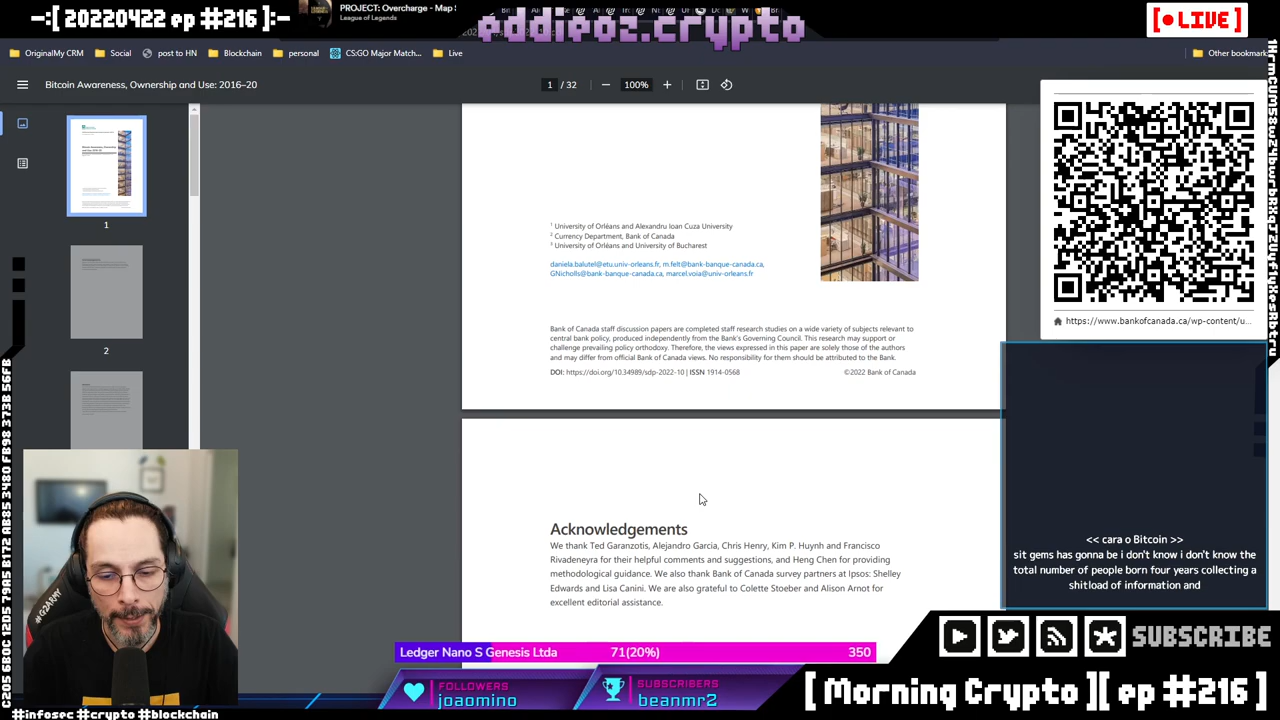 -:[ 20220422 ep #216 ]:-
PROJECT: Overcharge - Map S
League of Legends
eddieoz.crypto
[● LIVE ]
OriginalMy CRM
Social
post to HN
Blockchain
persona
CS:GO Major Match...
Live
Other bookmark
Bitcoin Awareness, Ownership and Use: 2016–20
1 / 32
100%
1
2
1 University of Orléans and Alexandru Ioan Cuza University
2 Currency Department, Bank of Canada
3 University of Orléans and University of Bucharest
daniela.balutel@etu.univ-orleans.fr, m.felt@bank-banque-canada.ca,
GNicholls@bank-banque-canada.ca, marcel.voia@univ-orleans.fr
Bank of Canada staff discussion papers are completed staff research studies on a wide variety of subjects relevant to
central bank policy, produced independently from the Bank's Governing Council. This research may support or
challenge prevailing policy orthodoxy. Therefore, the views expressed in this paper are solely those of the authors
and may differ from official Bank of Canada views. No responsibility for them should be attributed to the Bank.
DOI: https://doi.org/10.34989/sdp-2022-10 | ISSN 1914-0568
©2022 Bank of Canada
https://www.bankofcanada.ca/wp-content/u...
Acknowledgements
We thank Ted Garanzotis, Alejandro Garcia, Chris Henry, Kim P. Huynh and Francisco
Rivadeneyra for their helpful comments and suggestions, and Heng Chen for providing
methodological guidance. We also thank Bank of Canada survey partners at Ipsos: Shelley
Edwards and Lisa Canini. We are also grateful to Colette Stoeber and Alison Arnot for
excellent editorial assistance.
<< cara o Bitcoin >>
sit gems has gonna be i don't know i don't know the
total number of people born four years collecting a
shitload of information and
SUBSCRIBE
Ledger Nano S Genesis Ltda
71(20%)
350
FOLLOWERS
joaomino
SUBSCRIBERS
beanmr2
[ Morning Crypto ][ ep #216 ]
#infosec #crypto #blockchain